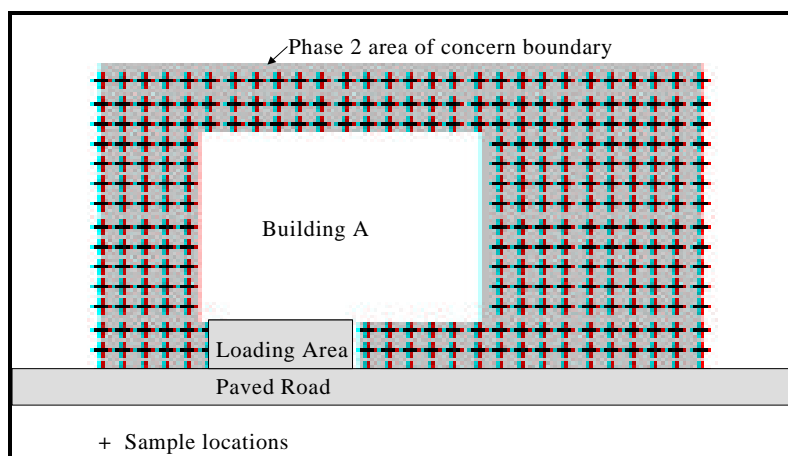 Phase 2 area of concern boundary
Building A
Loading Area
Paved Road
+ Sample locations